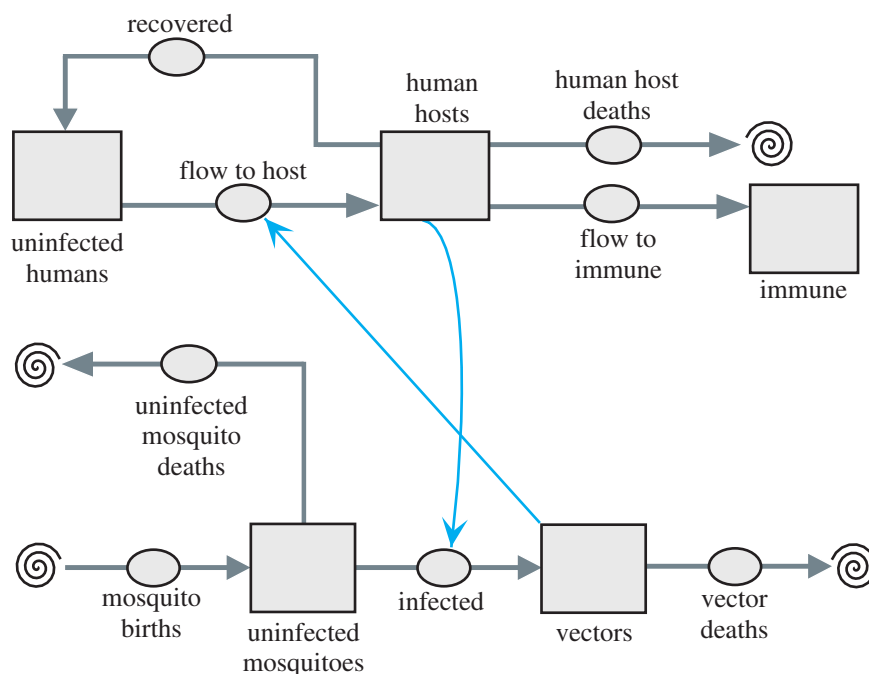 recovered
human
hosts
human host
deaths
flow to host
uninfected
humans
flow to
immune
immune
uninfected
mosquito
deaths
mosquito
births
uninfected
mosquitoes
infected
vectors
vector
deaths